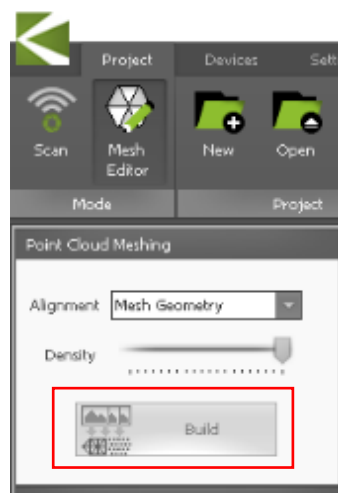 Project Devices
Scan Mesh Editor New Open
Mode Project
Point Cloud Meshing
Alignment Mesh Geometry
Density
Build